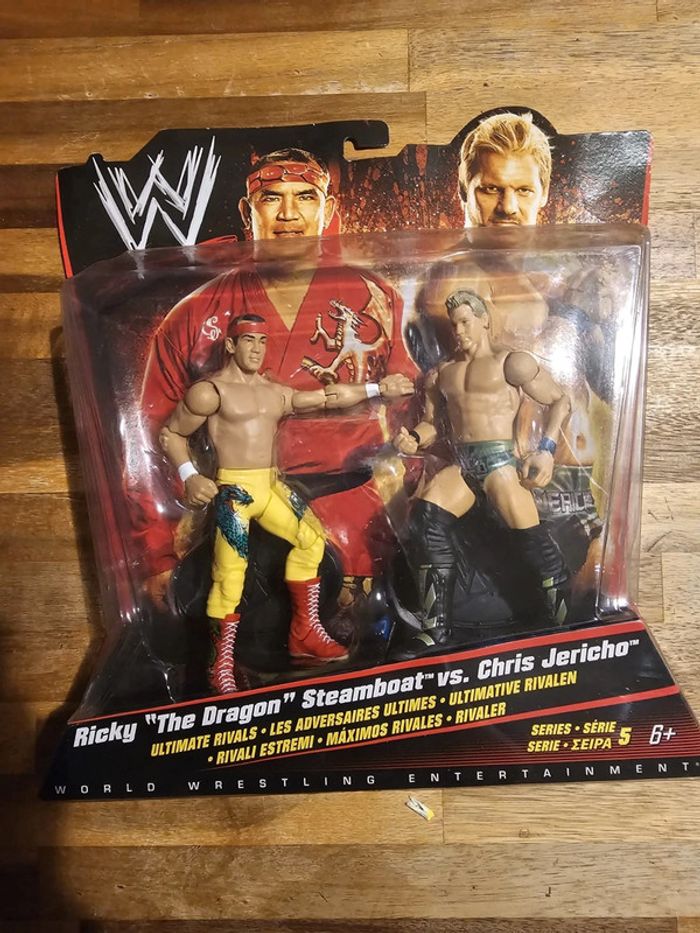 W
Ricky "The Dragon" Steamboat™ vs. Chris Jericho™
ULTIMATE RIVALS • LES ADVERSAIRES ULTIMES • ULTIMATIVE RIVALEN
• RIVALI ESTREMI • MÁXIMOS RIVALES • RIVALER
SERIES • SÉRIE
SERIE • ΣΕΙΡΑ 5
6+
WORLD WRESTLING ENTERTAINMENT